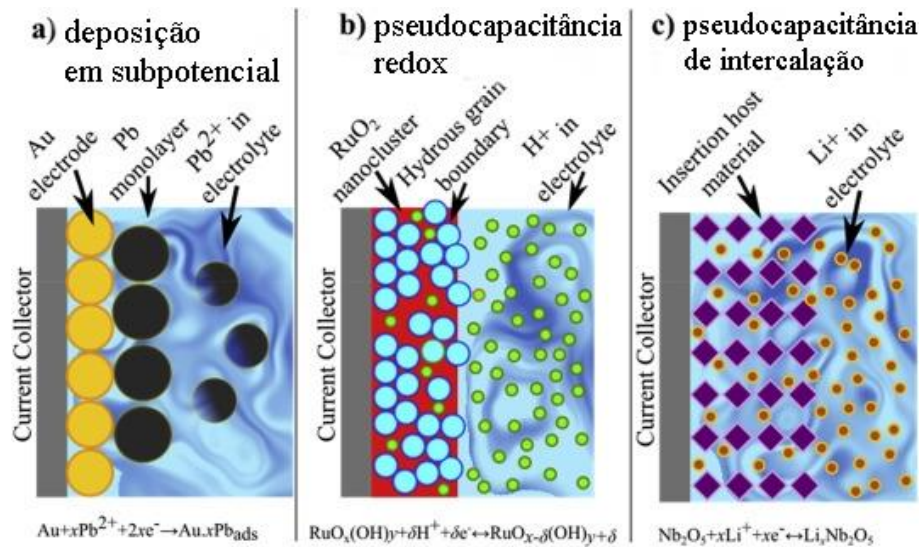 a) deposição
em subpotencial
Au
electrode
Pb
monolayer
Pb²⁺ in
electrolyte
Current Collector
Au+xPb²⁺+2xe⁻→Au.xPbads
b) pseudocapacitância
redox
RuO₂
nanocluster
Hydrous grain
boundary
H⁺ in
electrolyte
Current Collector
RuOₓ(OH)y+δH⁺+δe⁻↔RuOx-δ(OH)y+δ
c) pseudocapacitância
de intercalação
Insertion host
material
Li⁺ in
electrolyte
Current Collector
Nb₂O₅+xLi⁺+xe⁻↔LiₓNb₂O₅